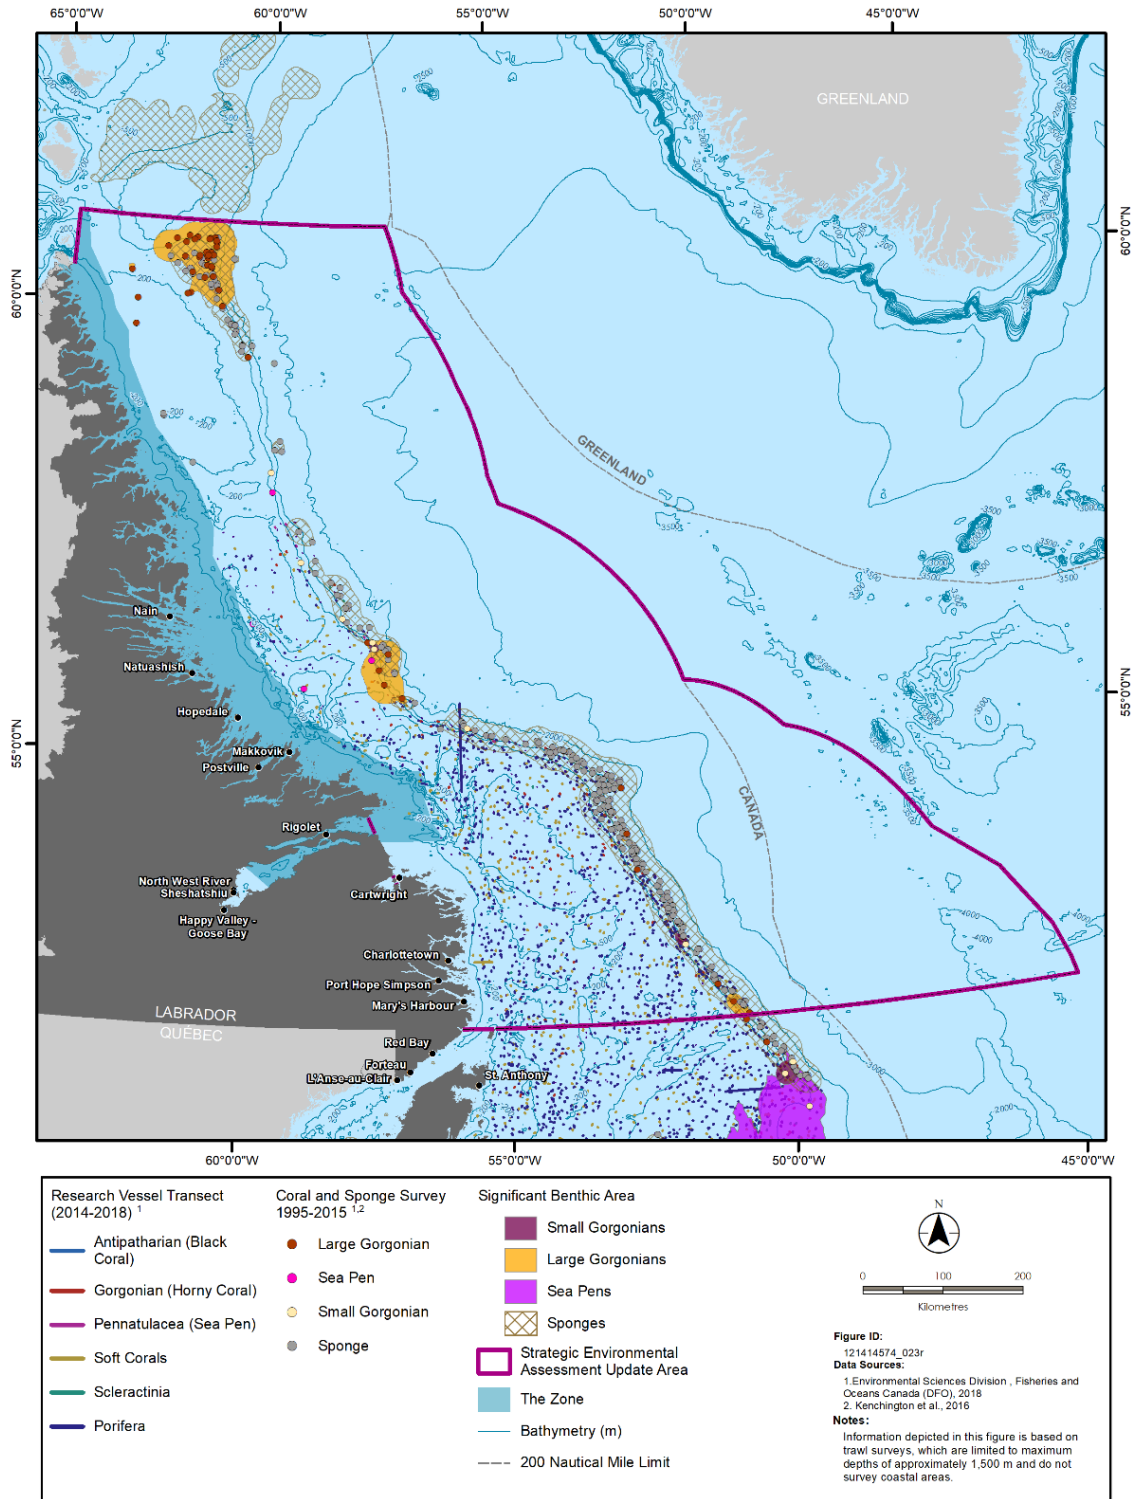 65°0'0"W 60°0'0"W 55°0'0"W 50°0'0"W 45°0'0"W
GREENLAND
60°0'0"N
60°0'0"N
GREENLAND
Nain
Natuashish
55°0'0"N
Hopedale
Makkovik
55°0'0"N
Postville
CANADA
Rigolet
North West River
Sheshatshiu
Cartwright
Happy Valley -
Goose Bay
Charlottetown
Port Hope Simpson
Mary's Harbour
LABRADOR
QUÉBEC
Red Bay
Forteau
L'Anse-au-Clair
St. Anthony
60°0'0"W 55°0'0"W 50°0'0"W 45°0'0"W
Research Vessel Transect
(2014-2018) 1
Antipatharian (Black
Coral)
Gorgonian (Horny Coral)
Pennatulacea (Sea Pen)
Soft Corals
Scleractinia
Porifera
Coral and Sponge Survey
1995-2015 1,2
Large Gorgonian
Sea Pen
Small Gorgonian
Sponge
Significant Benthic Area
Small Gorgonians
Large Gorgonians
Sea Pens
Sponges
Strategic Environmental
Assessment Update Area
The Zone
Bathymetry (m)
200 Nautical Mile Limit
N
0 100 200
Kilometres
Figure ID:
121414574_023r
Data Sources:
1.Environmental Sciences Division , Fisheries and
Oceans Canada (DFO), 2018
2. Kenchington et al., 2016
Notes:
Information depicted in this figure is based on
trawl surveys, which are limited to maximum
depths of approximately 1,500 m and do not
survey coastal areas.